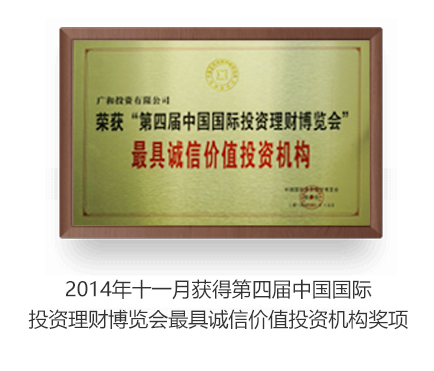 广和投资有限公司
荣获“第四届中国国际投资理财博览会”
最具诚信价值投资机构
2014年十一月获得第四届中国国际
投资理财博览会最具诚信价值投资机构奖项